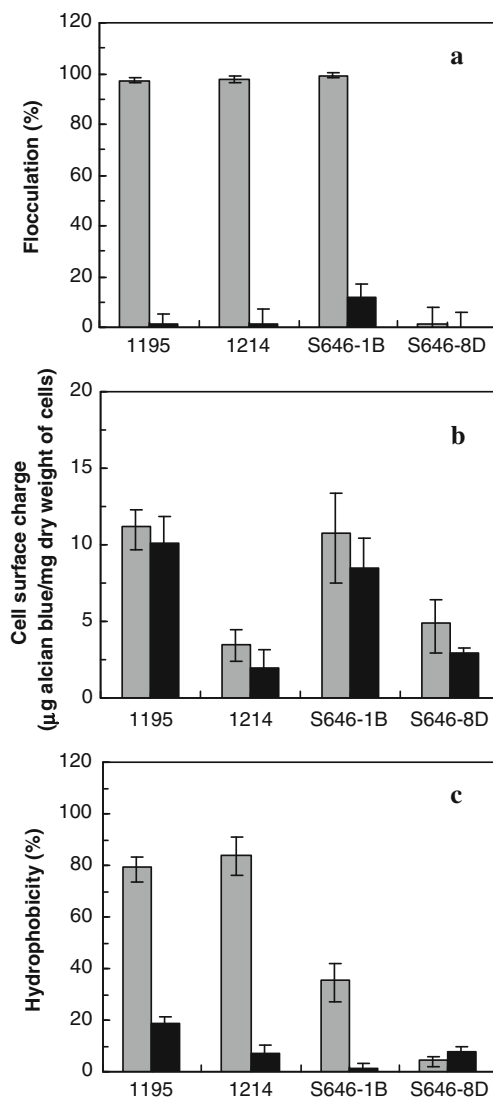 120
a
100
80
60
40
20
0
Flocculation (%)
1195 1214 S646-1B S646-8D
20
b
15
10
5
0
Cell surface charge
(µg alcian blue/mg dry weight of cells)
1195 1214 S646-1B S646-8D
120
c
100
80
60
40
20
0
Hydrophobicity (%)
1195 1214 S646-1B S646-8D